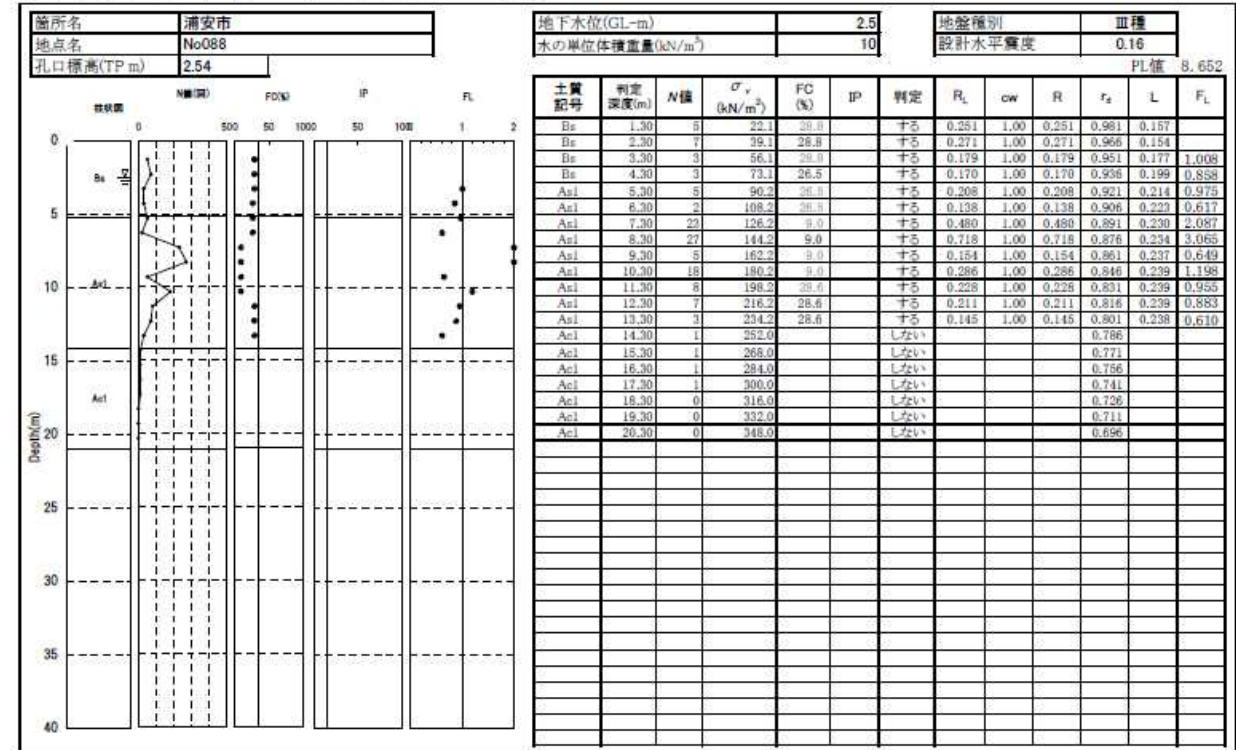 箇所名 浦安市
地点名 No088
孔口標高(TP m) 2.54
地下水位(GL-m) 2.5
水の単位体積重量(kN/m³) 10
地盤種別 Ⅲ種
設計水平震度 0.16
PL値 8.652
柱状図 N値(回) FC(%) IP FL
0 500 50 1000 50 100 1 2
0
5
10
15
20
25
30
35
40
Depth(m)
Bs
As1
Ac1
土質記号 判定深度(m) N値 σv (kN/m²) FC (%) IP 判定 RL cw R rd L FL
Bs 1.30 5 22.1 28.8 する 0.251 1.00 0.251 0.981 0.157
Bs 2.30 7 39.1 28.8 する 0.271 1.00 0.271 0.966 0.154
Bs 3.30 3 56.1 28.8 する 0.179 1.00 0.179 0.951 0.177 1.008
Bs 4.30 3 73.1 26.5 する 0.170 1.00 0.170 0.936 0.199 0.858
As1 5.30 5 90.2 26.5 する 0.208 1.00 0.208 0.921 0.214 0.975
As1 6.30 2 108.2 26.5 する 0.138 1.00 0.138 0.906 0.223 0.617
As1 7.30 23 126.2 9.0 する 0.480 1.00 0.480 0.891 0.230 2.087
As1 8.30 27 144.2 9.0 する 0.718 1.00 0.718 0.876 0.234 3.065
As1 9.30 5 162.2 9.0 する 0.154 1.00 0.154 0.861 0.237 0.649
As1 10.30 18 180.2 9.0 する 0.286 1.00 0.286 0.846 0.239 1.198
As1 11.30 8 198.2 28.6 する 0.228 1.00 0.228 0.831 0.239 0.955
As1 12.30 7 216.2 28.6 する 0.211 1.00 0.211 0.816 0.239 0.883
As1 13.30 3 234.2 28.6 する 0.145 1.00 0.145 0.801 0.238 0.610
Ac1 14.30 1 252.0 しない 0.786
Ac1 15.30 1 268.0 しない 0.771
Ac1 16.30 1 284.0 しない 0.756
Ac1 17.30 1 300.0 しない 0.741
Ac1 18.30 0 316.0 しない 0.726
Ac1 19.30 0 332.0 しない 0.711
Ac1 20.30 0 348.0 しない 0.696